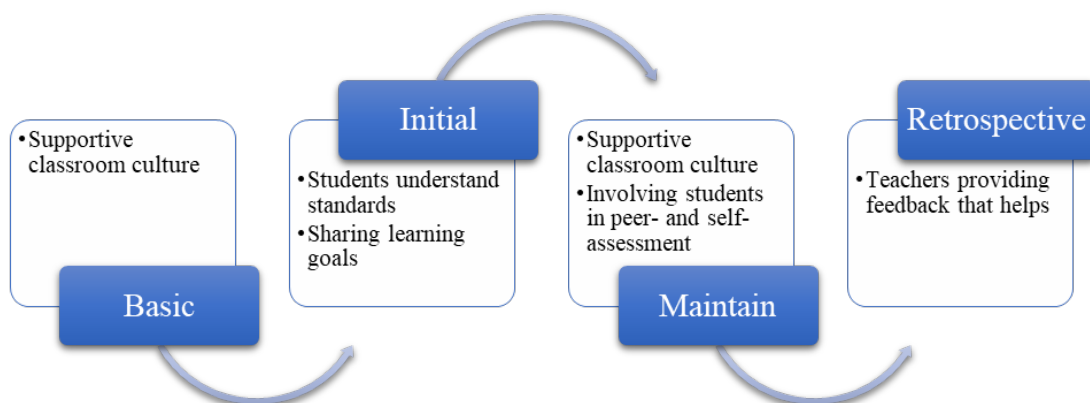 •Supportive
classroom culture
Basic
Initial
•Students understand
standards
•Sharing learning
goals
•Supportive
classroom culture
•Involving students
in peer- and self-
assessment
Maintain
Retrospective
•Teachers providing
feedback that helps